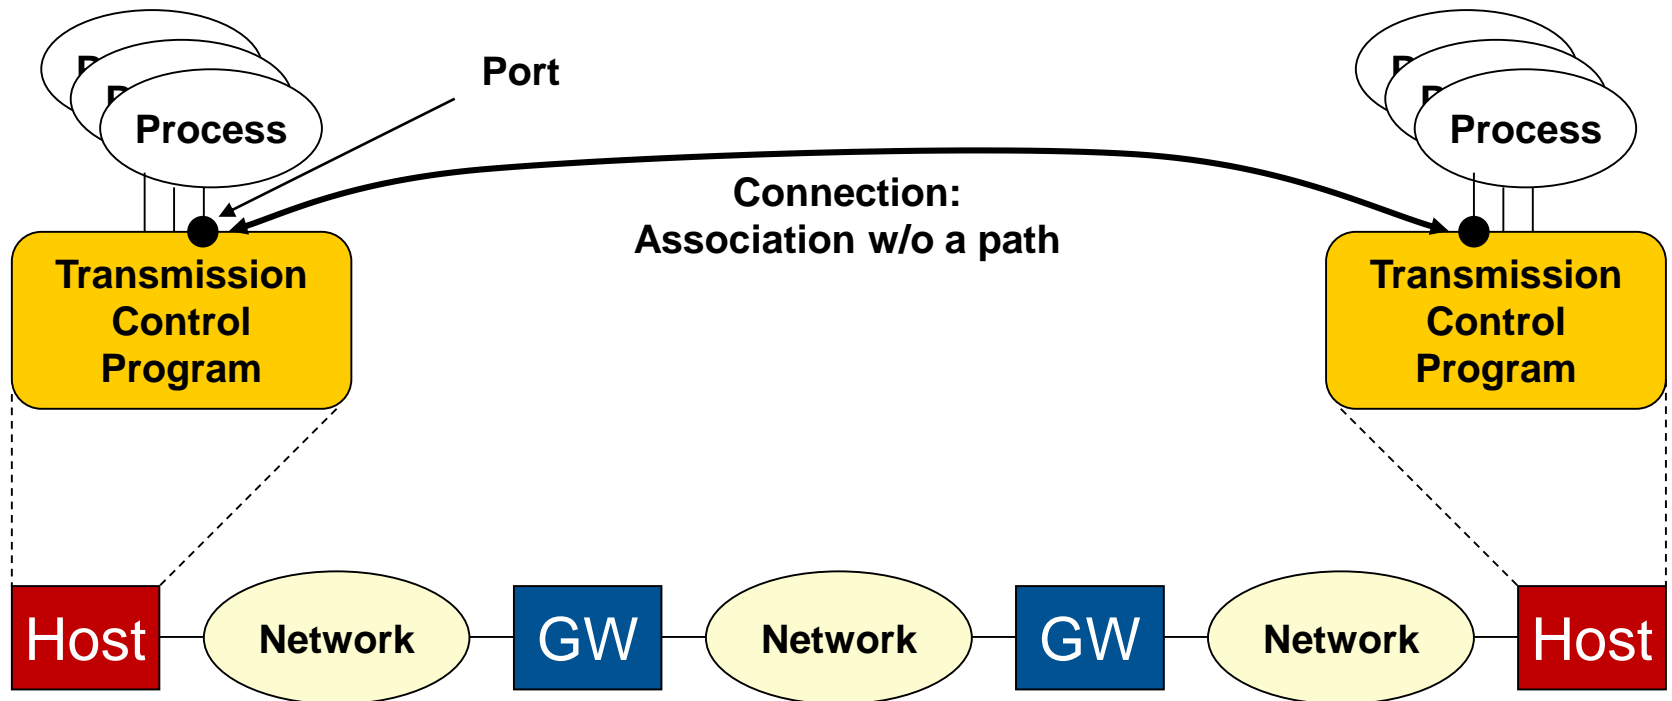 Port
Process
Process
Connection:
Association w/o a path
Transmission
Control
Program
Transmission
Control
Program
Host
Network
GW
Network
GW
Network
Host